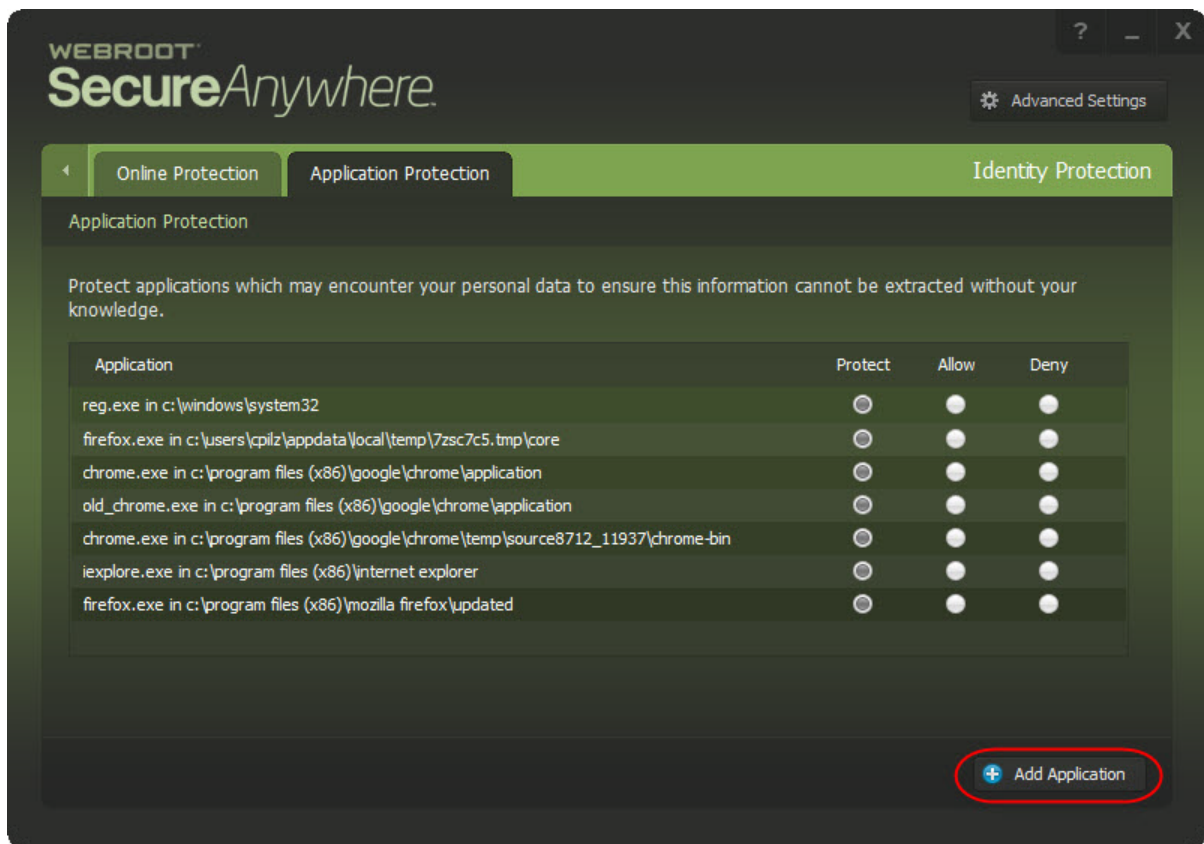 ? _ X
WEBROOT
SecureAnywhere™
Advanced Settings
Online Protection Application Protection Identity Protection
Application Protection
Protect applications which may encounter your personal data to ensure this information cannot be extracted without your
knowledge.
Application Protect Allow Deny
reg.exe in c:\windows\system32
firefox.exe in c:\users\cpilz\appdata\local\temp\7zsc7c5.tmp\core
chrome.exe in c:\program files (x86)\google\chrome\application
old_chrome.exe in c:\program files (x86)\google\chrome\application
chrome.exe in c:\program files (x86)\google\chrome\temp\source8712_11937\chrome-bin
iexplore.exe in c:\program files (x86)\internet explorer
firefox.exe in c:\program files (x86)\mozilla firefox\updated
Add Application